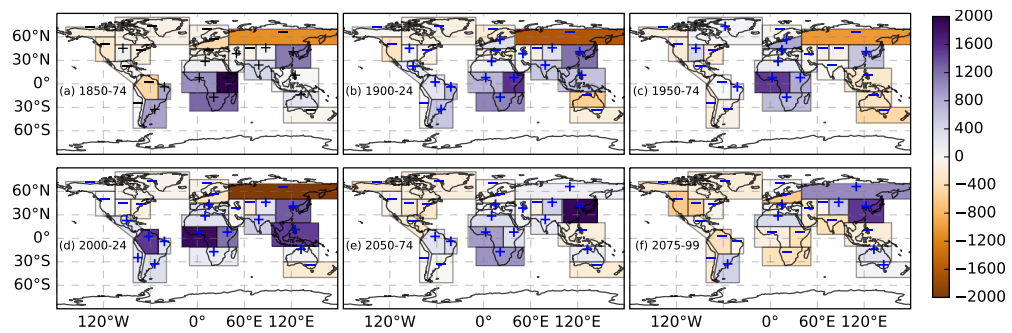 60°N
30°N
0°
30°S
60°S
(a) 1850-74
(b) 1900-24
(c) 1950-74
60°N
30°N
0°
30°S
60°S
(d) 2000-24
(e) 2050-74
(f) 2075-99
120°W 0° 60°E 120°E
120°W 0° 60°E 120°E
120°W 0° 60°E 120°E
2000
1600
1200
800
400
0
−400
−800
−1200
−1600
−2000